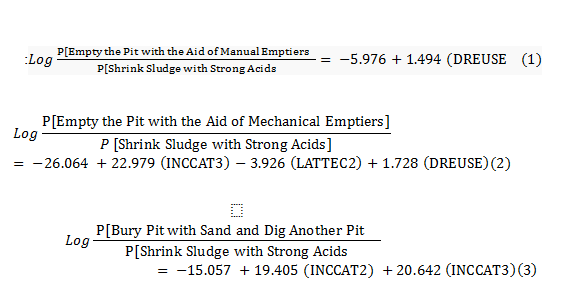 :Log P[Empty the Pit with the Aid of Manual Emptiers / P[Shrink Sludge with Strong Acids = −5.976 + 1.494 (DREUSE (1)
Log P[Empty the Pit with the Aid of Mechanical Emptiers] / P [Shrink Sludge with Strong Acids]
= −26.064 + 22.979 (INCCAT3) − 3.926 (LATTEC2) + 1.728 (DREUSE)(2)
Log P[Bury Pit with Sand and Dig Another Pit / P[Shrink Sludge with Strong Acids
= −15.057 + 19.405 (INCCAT2) + 20.642 (INCCAT3)(3)